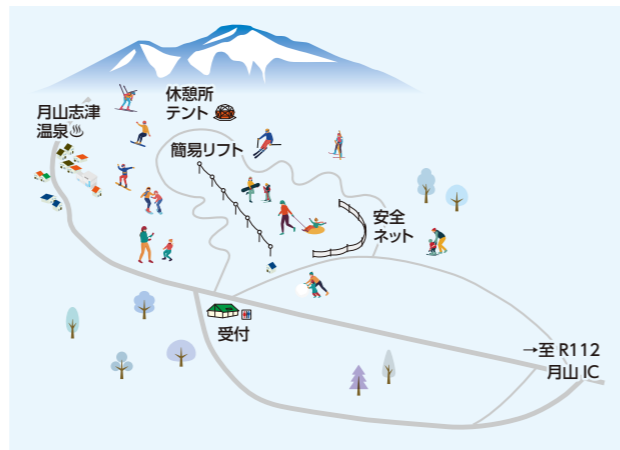 休憩所
テント
月山志津
温泉♨
簡易リフト
安全
ネット
受付
→至 R112
月山 IC